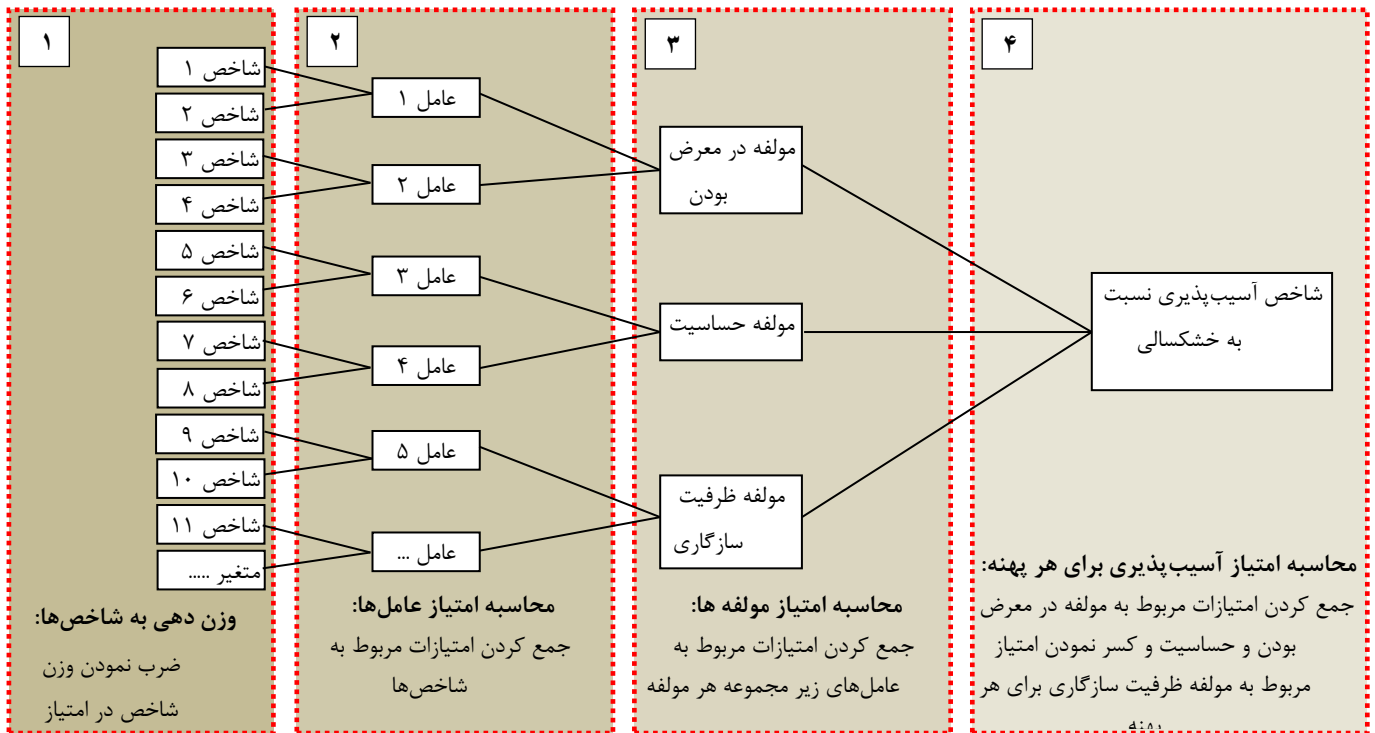 ۱
شاخص ۱
شاخص ۲
شاخص ۳
شاخص ۴
شاخص ۵
شاخص ۶
شاخص ۷
شاخص ۸
شاخص ۹
شاخص ۱۰
شاخص ۱۱
متغیر .....
وزن دهی به شاخص‌ها:
ضرب نمودن وزن
شاخص در امتیاز
۲
عامل ۱
عامل ۲
عامل ۳
عامل ۴
عامل ۵
عامل ...
محاسبه امتیاز عامل‌ها:
جمع کردن امتیازات مربوط به
شاخص‌ها
۳
مولفه در معرض
بودن
مولفه حساسیت
مولفه ظرفیت
سازگاری
محاسبه امتیاز مولفه ها:
جمع کردن امتیازات مربوط به
عامل‌های زیر مجموعه هر مولفه
۴
شاخص آسیب‌پذیری نسبت
به خشکسالی
محاسبه امتیاز آسیب‌پذیری برای هر پهنه:
جمع کردن امتیازات مربوط به مولفه در معرض
بودن و حساسیت و کسر نمودن امتیاز
مربوط به مولفه ظرفیت سازگاری برای هر
پهنه